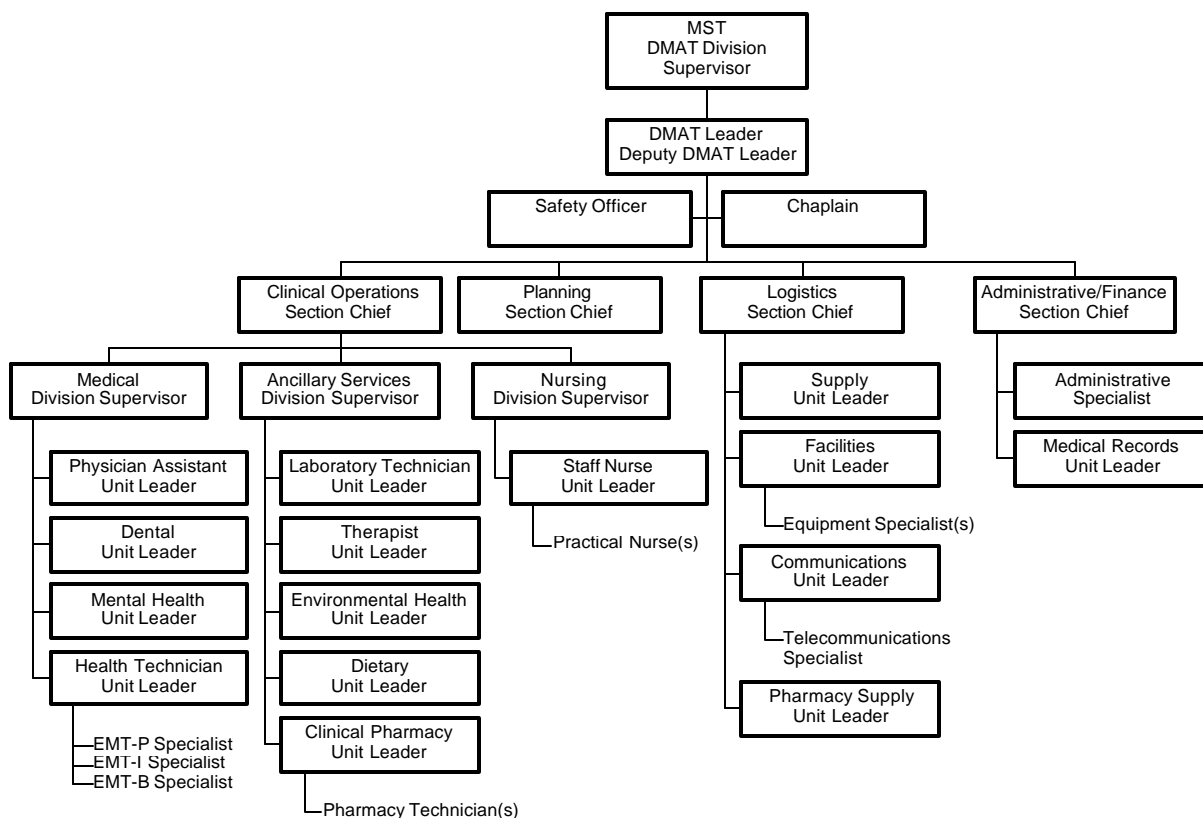 MST
DMAT Division
Supervisor
DMAT Leader
Deputy DMAT Leader
Safety Officer
Chaplain
Clinical Operations
Section Chief
Planning
Section Chief
Logistics
Section Chief
Administrative/Finance
Section Chief
Medical
Division Supervisor
Ancillary Services
Division Supervisor
Nursing
Division Supervisor
Supply
Unit Leader
Administrative
Specialist
Facilities
Unit Leader
Medical Records
Unit Leader
Physician Assistant
Unit Leader
Laboratory Technician
Unit Leader
Staff Nurse
Unit Leader
Equipment Specialist(s)
Dental
Unit Leader
Therapist
Unit Leader
Practical Nurse(s)
Communications
Unit Leader
Mental Health
Unit Leader
Environmental Health
Unit Leader
Telecommunications
Specialist
Health Technician
Unit Leader
Dietary
Unit Leader
Pharmacy Supply
Unit Leader
Clinical Pharmacy
Unit Leader
EMT-P Specialist
EMT-I Specialist
EMT-B Specialist
Pharmacy Technician(s)